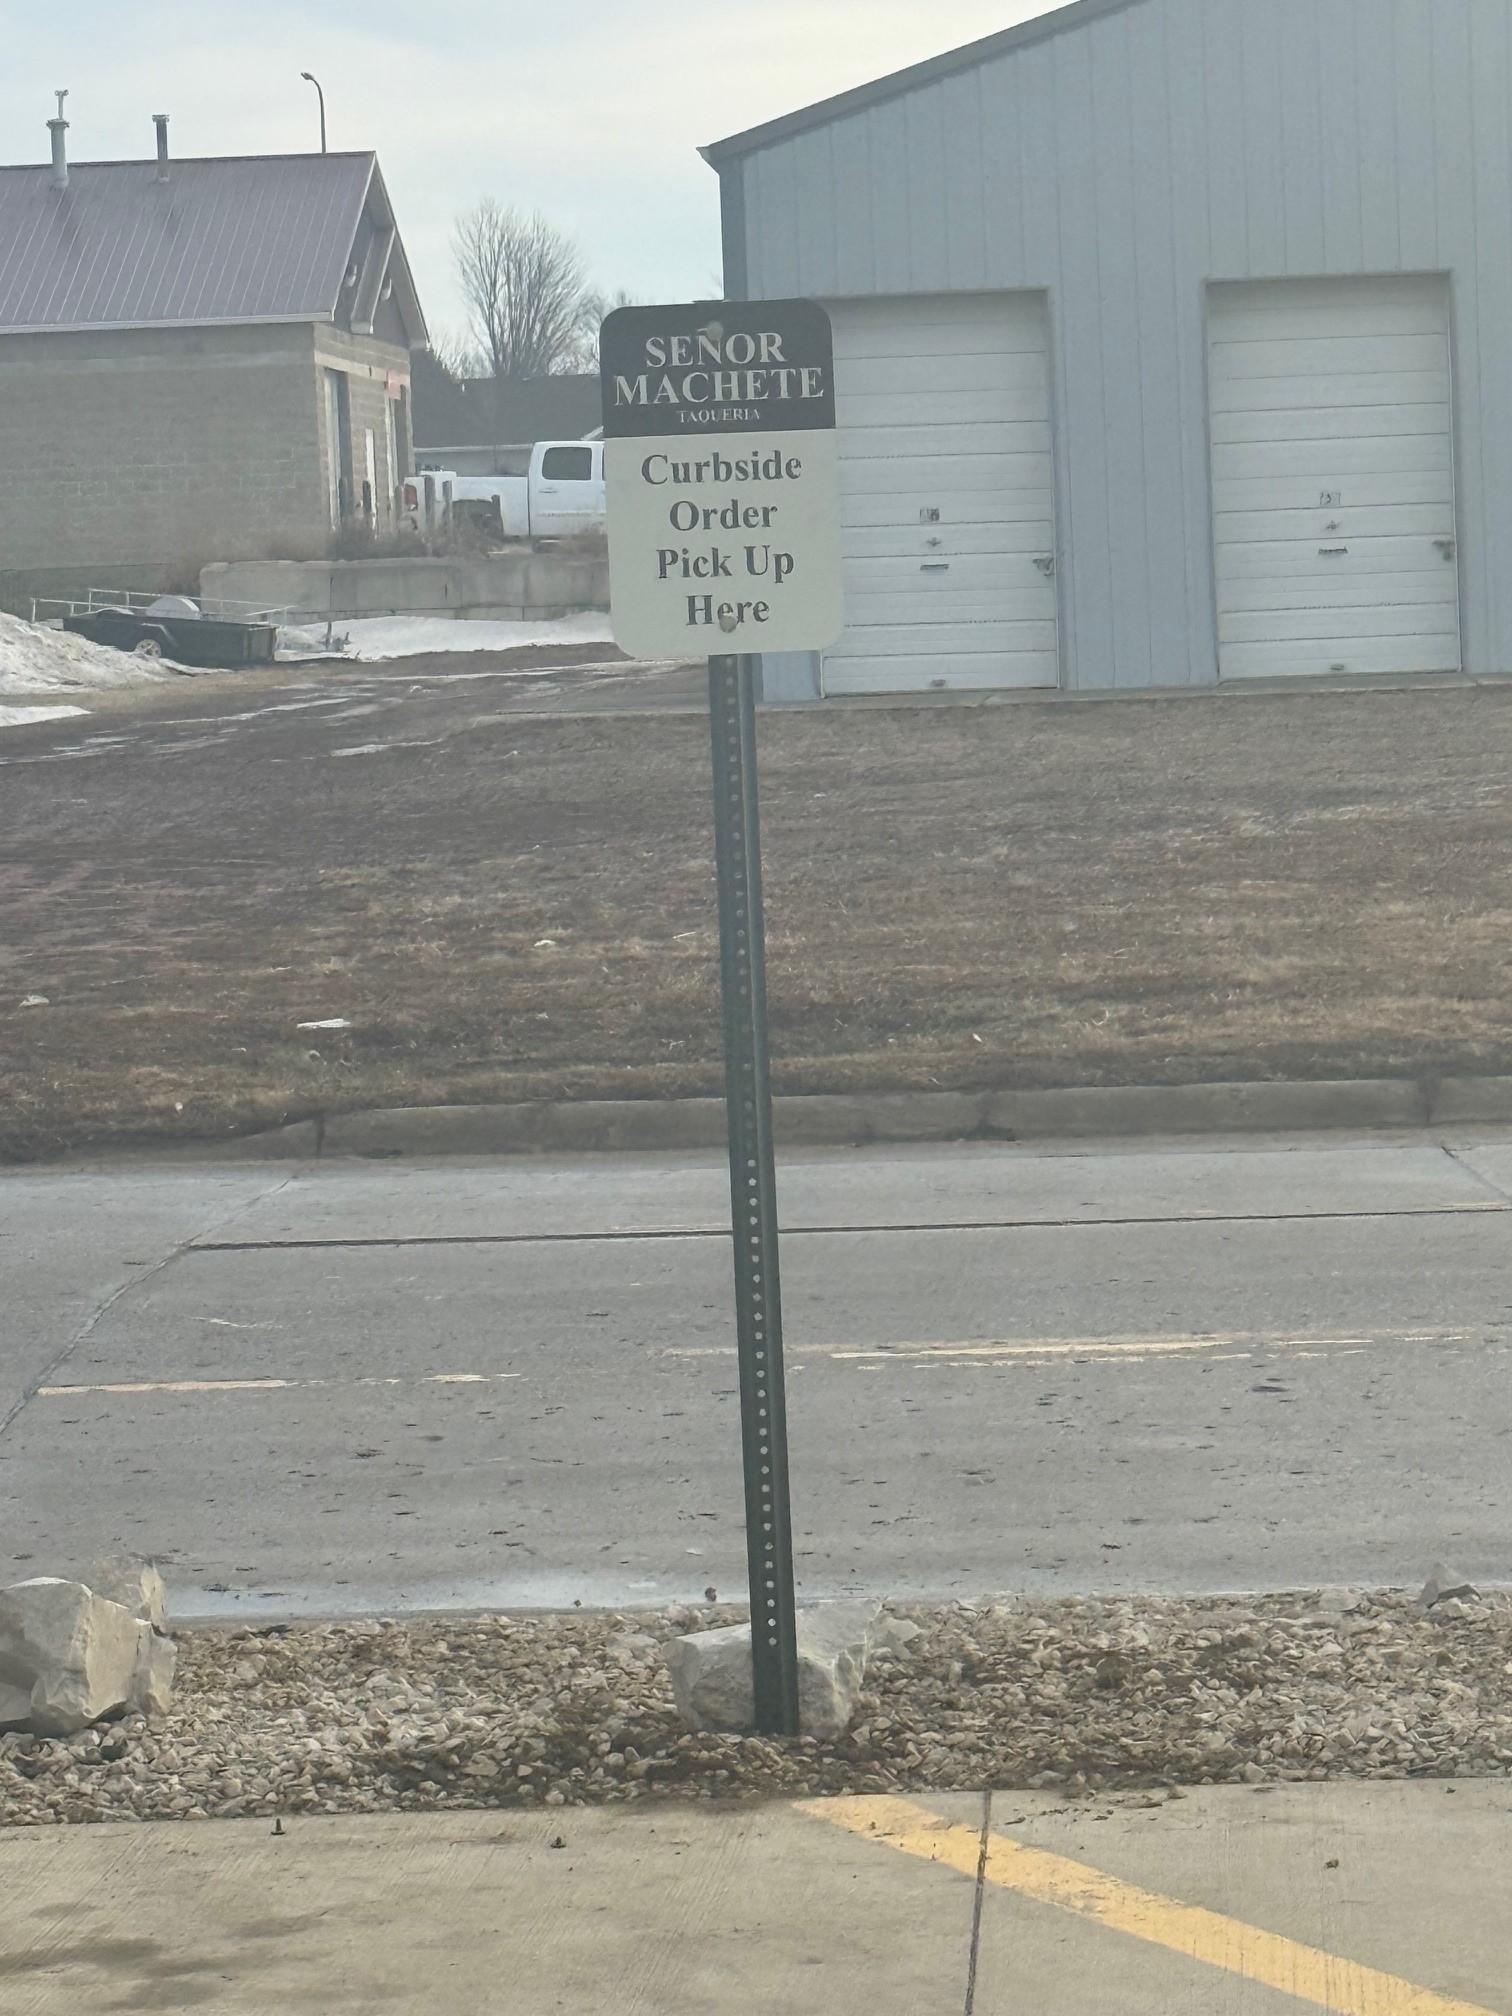 SEÑOR
MACHETE
TAQUERIA
Curbside
Order
Pick Up
Here